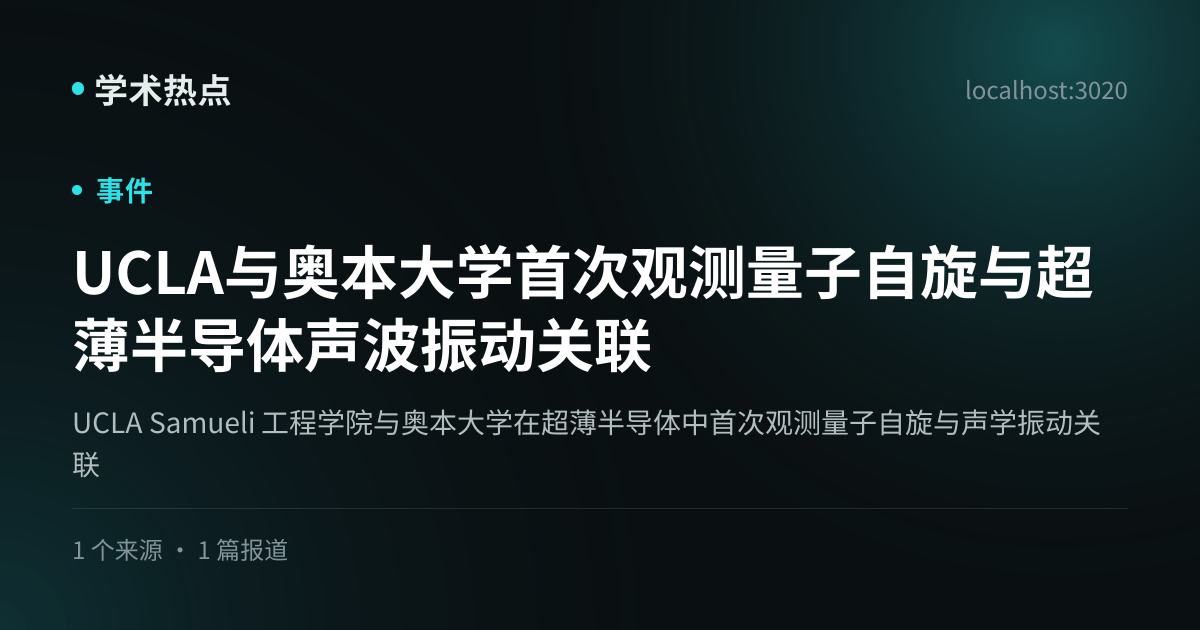 学术热点
localhost:3020
事件
UCLA与奥本大学首次观测量子自旋与超
薄半导体声波振动关联
UCLA Samueli 工程学院与奥本大学在超薄半导体中首次观测量子自旋与声学振动关
联
1 个来源 · 1 篇报道